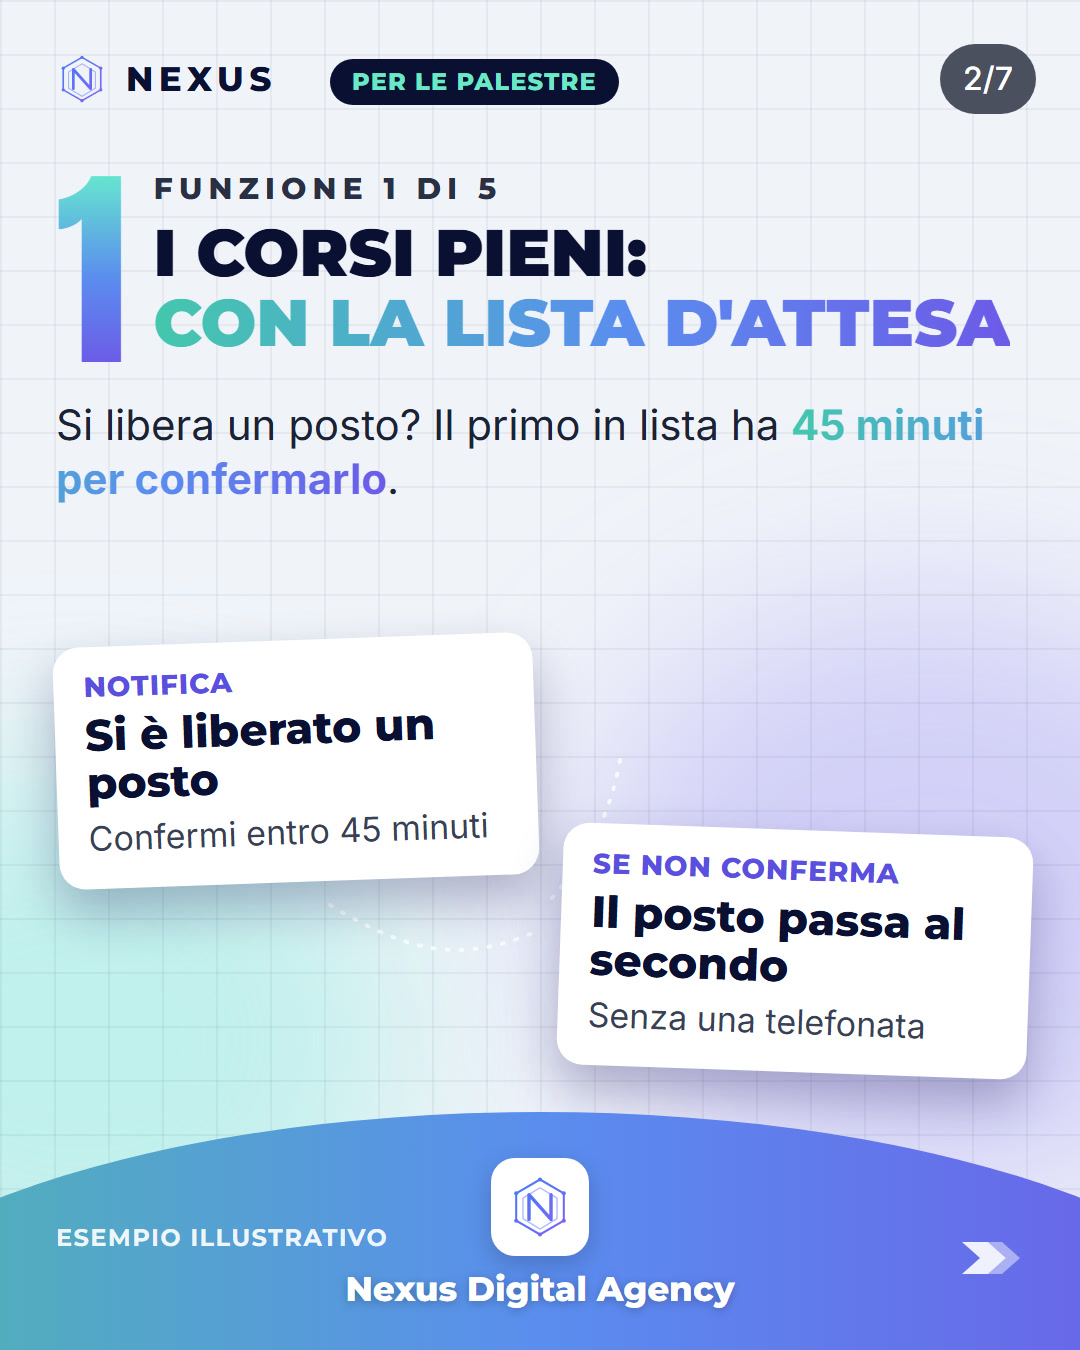 NEXUS
PER LE PALESTRE
2/7
1
FUNZIONE 1 DI 5
I CORSI PIENI:
CON LA LISTA D'ATTESA
Si libera un posto? Il primo in lista ha 45 minuti
per confermarlo.
NOTIFICA
Si è liberato un
posto
Confermi entro 45 minuti
SE NON CONFERMA
Il posto passa al
secondo
Senza una telefonata
ESEMPIO ILLUSTRATIVO
N
Nexus Digital Agency